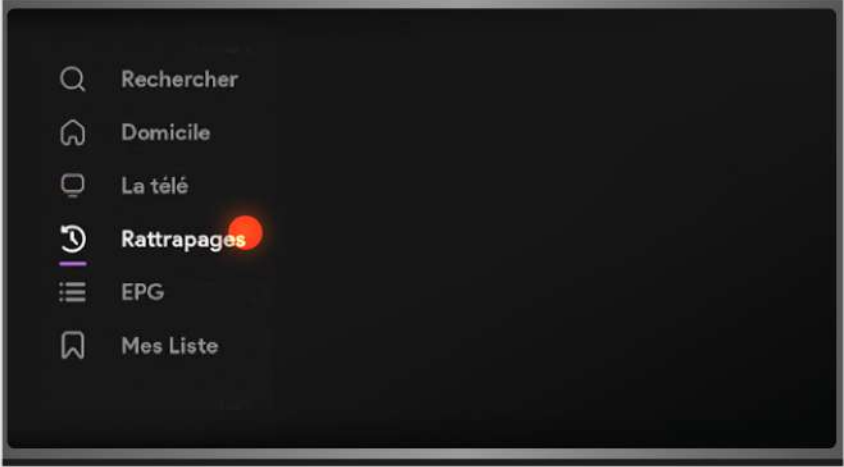 Rechercher
Domicile
La télé
Rattrapages
EPG
Mes Liste